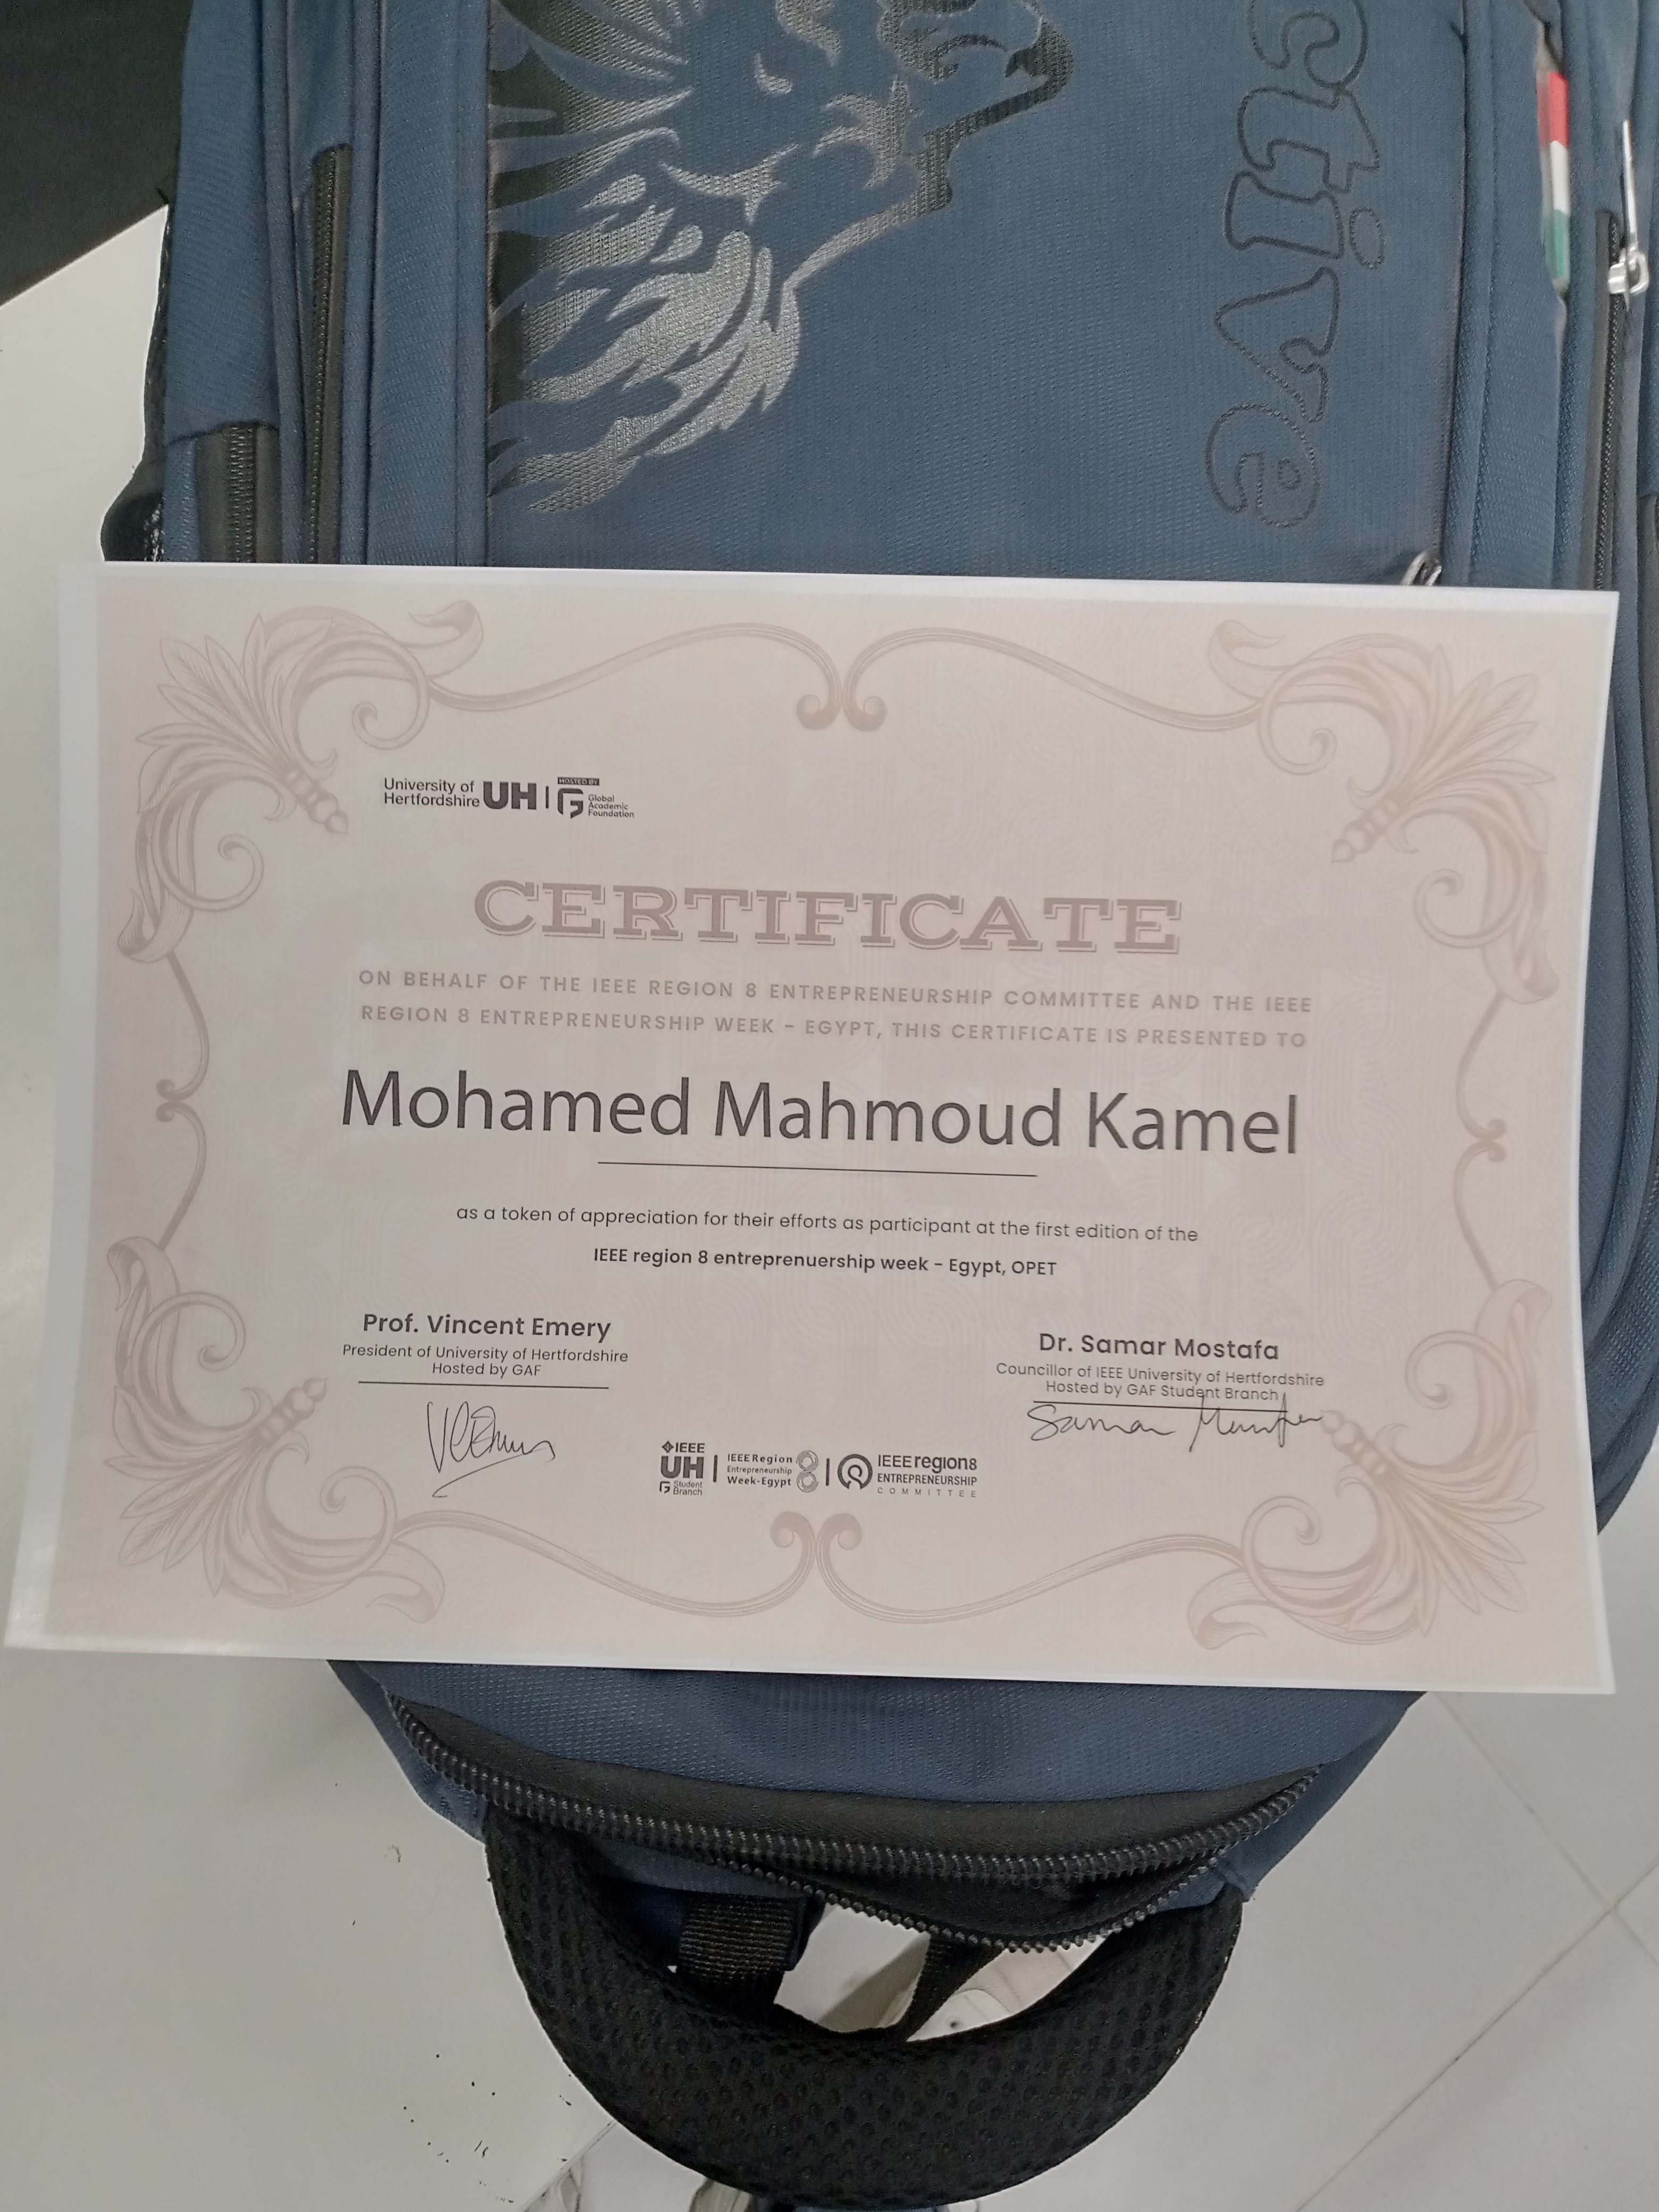 ctive
University of
Hertfordshire
UH
HOSTED BY
Global
Academic
Foundation
CERTIFICATE
ON BEHALF OF THE IEEE REGION 8 ENTREPRENEURSHIP COMMITTEE AND THE IEEE
REGION 8 ENTREPRENEURSHIP WEEK - EGYPT, THIS CERTIFICATE IS PRESENTED TO
Mohamed Mahmoud Kamel
as a token of appreciation for their efforts as participant at the first edition of the
IEEE region 8 entreprenuership week - Egypt, OPET
Prof. Vincent Emery
President of University of Hertfordshire
Hosted by GAF
Dr. Samar Mostafa
Councillor of IEEE University of Hertfordshire
Hosted by GAF Student Branch
Samar
IEEE
UH
Student
Branch
IEEE Region
Entrepreneurship
Week-Egypt
8
IEEE region8
ENTREPRENEURSHIP
COMMITTEE